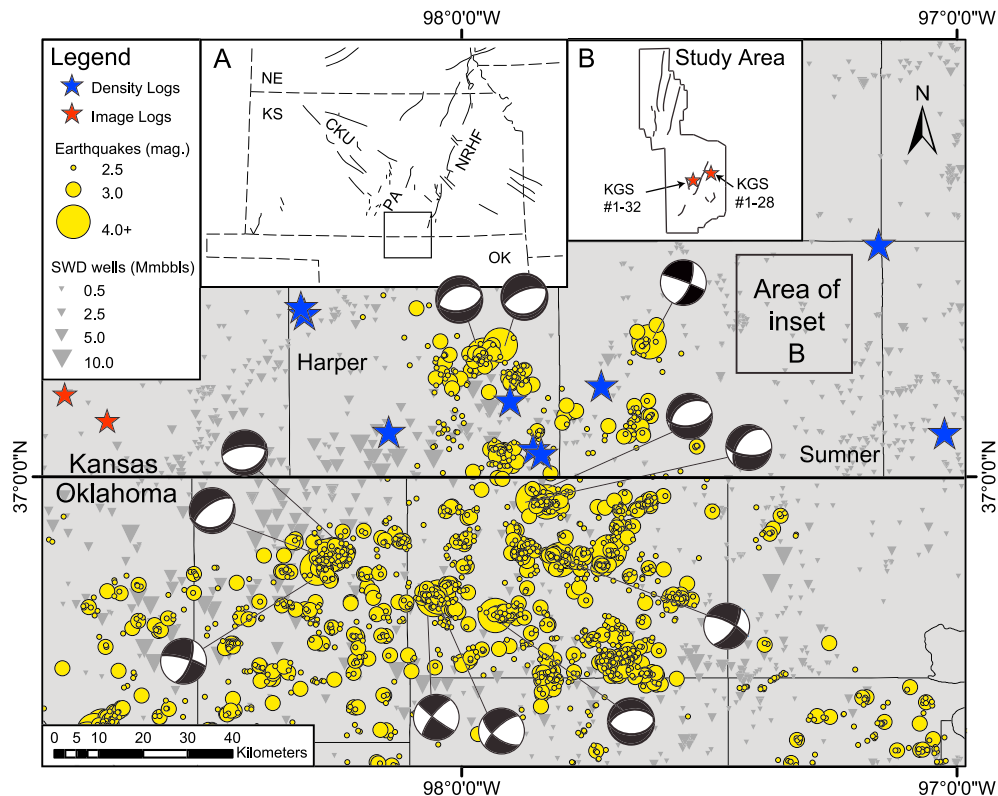 98°0'0"W
97°0'0"W
Legend
Density Logs
Image Logs
Earthquakes (mag.)
2.5
3.0
4.0+
SWD wells (Mmbbls)
0.5
2.5
5.0
10.0
A
NE
KS
CKU
NRHF
PA
OK
B
Study Area
KGS
#1-32
KGS
#1-28
N
Area of
inset
B
Harper
Sumner
37°0'0"N
37°0'0"N
Kansas
Oklahoma
0 5 10 20 30 40
Kilometers
98°0'0"W
97°0'0"W